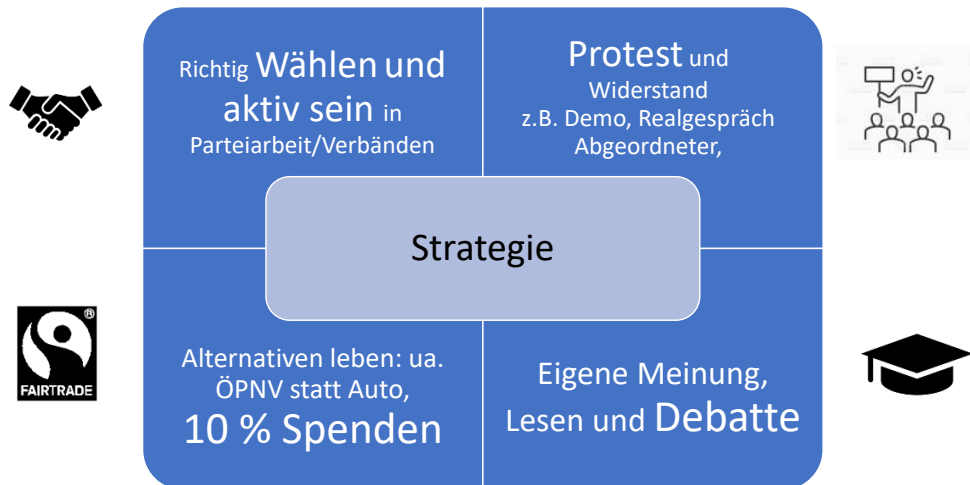 Richtig Wählen und
aktiv sein in
Parteiarbeit/Verbänden
Protest und
Widerstand
z.B. Demo, Realgespräch
Abgeordneter,
Strategie
Alternativen leben: ua.
ÖPNV statt Auto,
10 % Spenden
Eigene Meinung,
Lesen und Debatte
®
FAIRTRADE